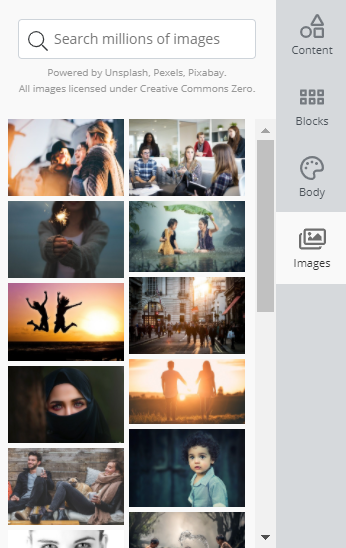 Search millions of images
Powered by Unsplash, Pexels, Pixabay.
All images licensed under Creative Commons Zero.
Content
Blocks
Body
Images